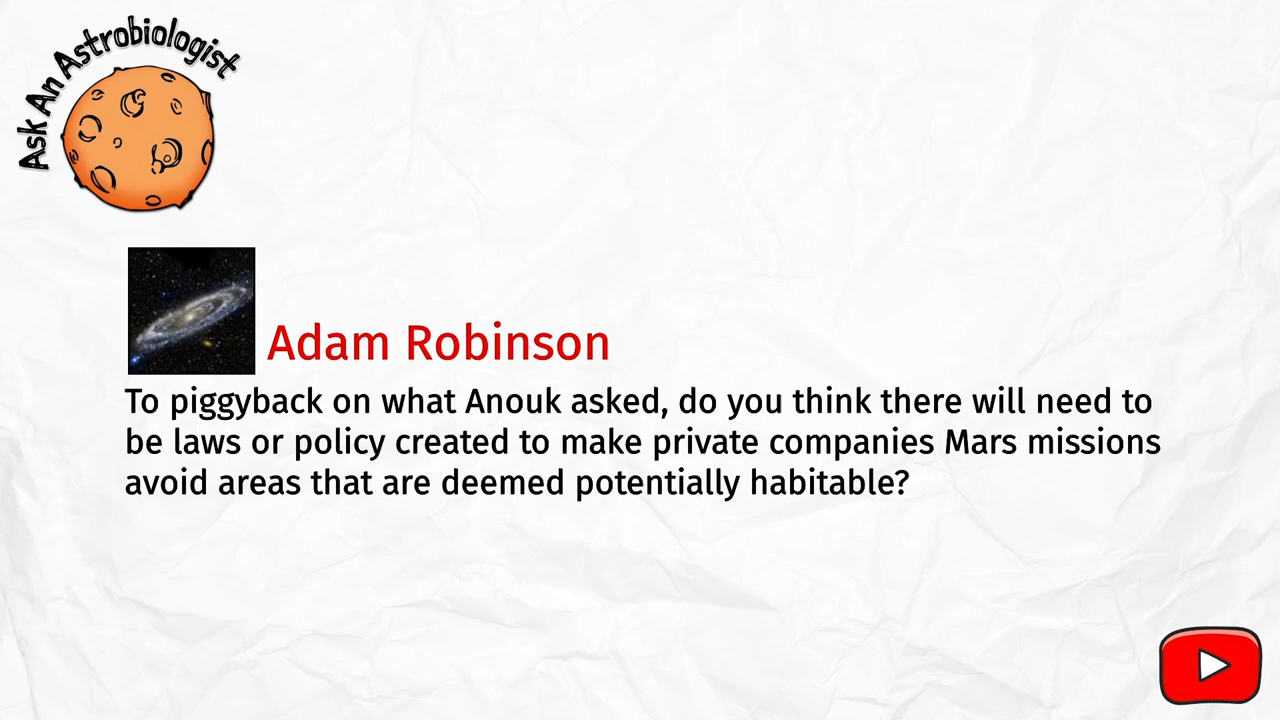 Ask An Astrobiologist
Adam Robinson
To piggyback on what Anouk asked, do you think there will need to
be laws or policy created to make private companies Mars missions
avoid areas that are deemed potentially habitable?